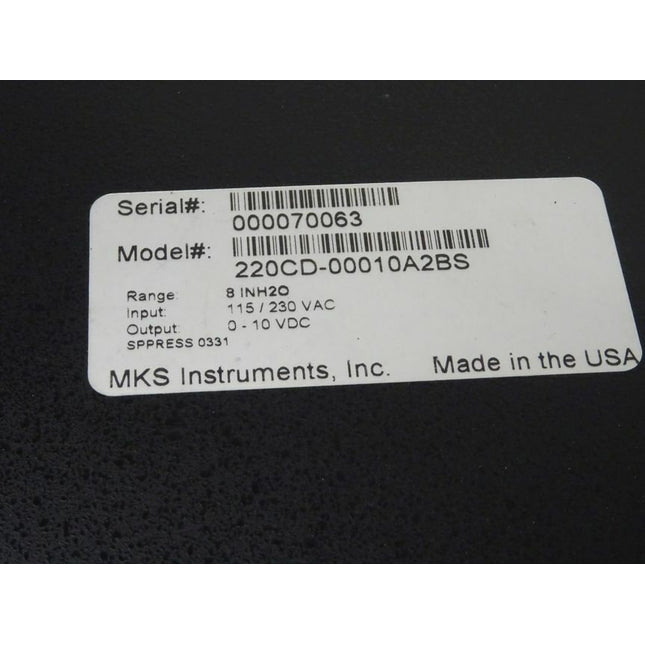 Serial#:
000070063
Model#:
220CD-00010A2BS
Range: 8 INH2O
Input: 115 / 230 VAC
Output: 0 - 10 VDC
SPPRESS 0331
MKS Instruments, Inc. Made in the USA